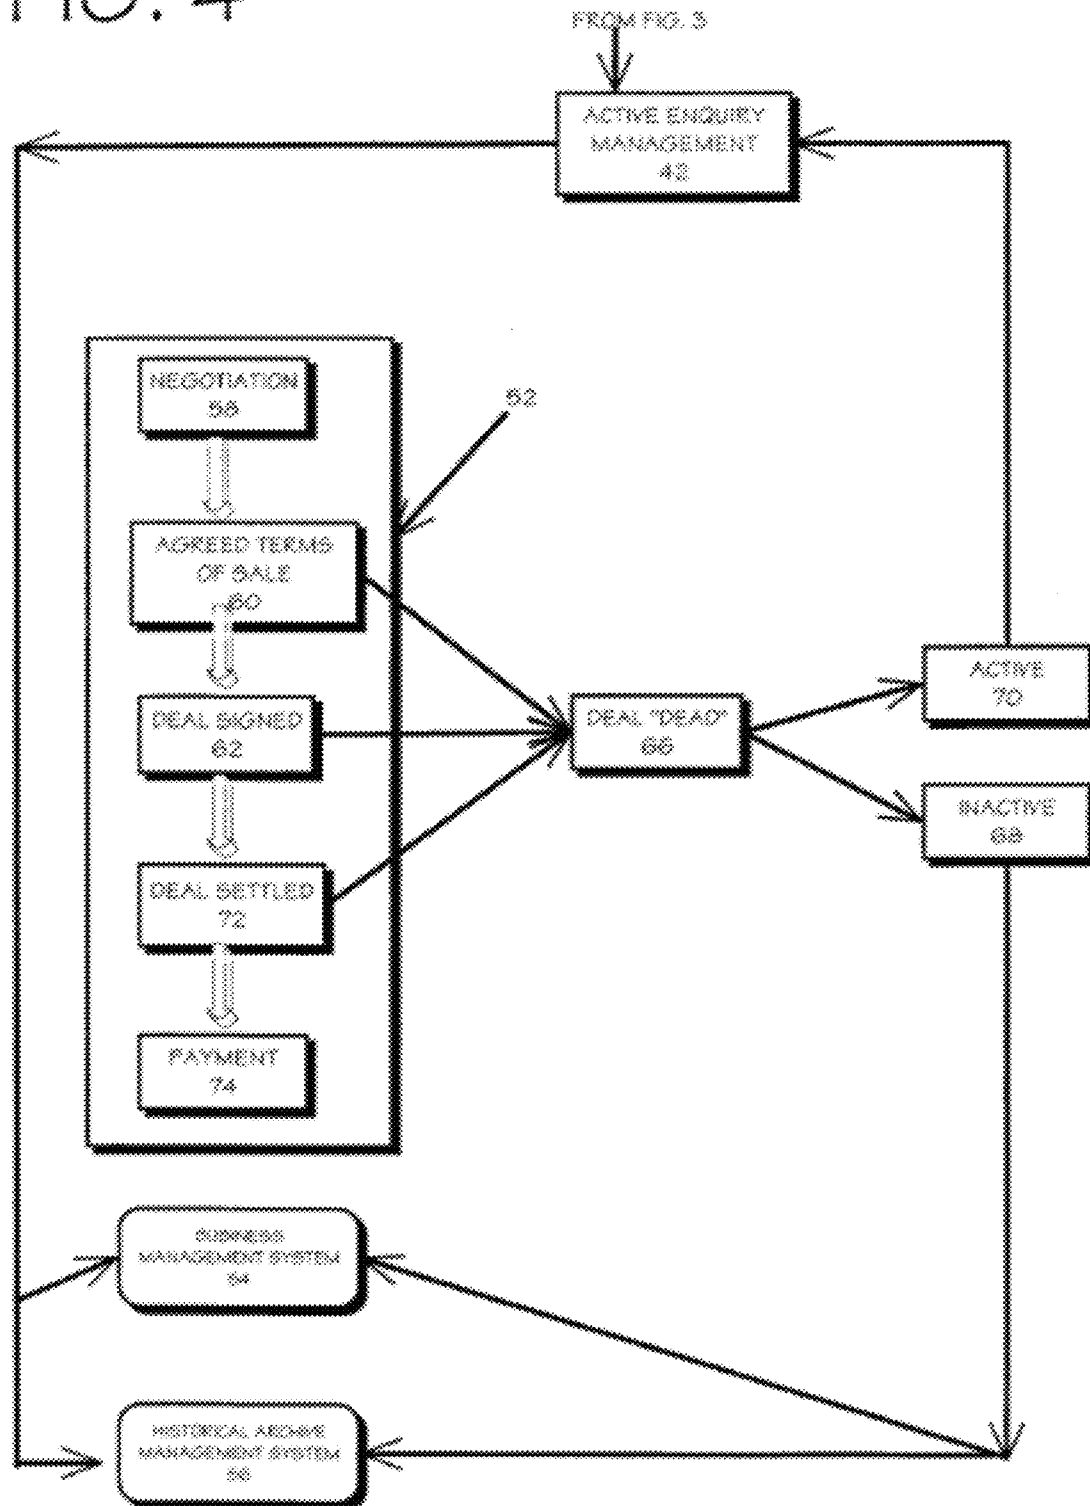 FIG. 4
FROM FIG. 3
ACTIVE ENQUIRY
MANAGEMENT
42
NEGOTIATION
58
52
AGREED TERMS
OF SALE
60
DEAL SIGNED
62
DEAL "DEAD"
66
ACTIVE
70
INACTIVE
68
DEAL SETTLED
72
PAYMENT
74
BUSINESS
MANAGEMENT SYSTEM
54
HISTORICAL ARCHIVE
MANAGEMENT SYSTEM
56